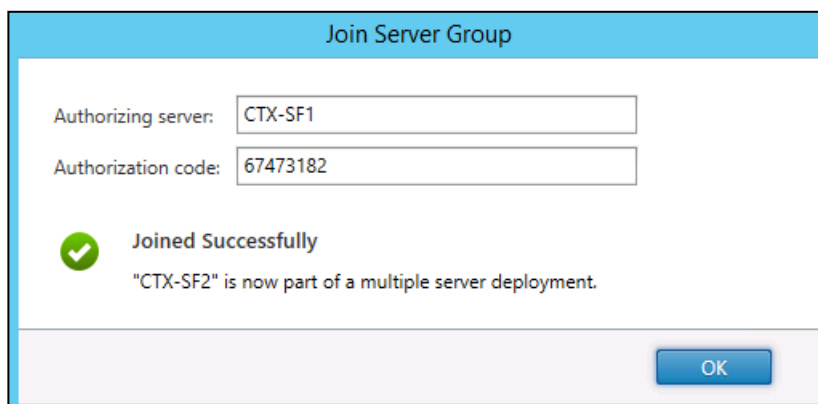 Join Server Group
Authorizing server: CTX-SF1
Authorization code: 67473182
Joined Successfully
"CTX-SF2" is now part of a multiple server deployment.
OK